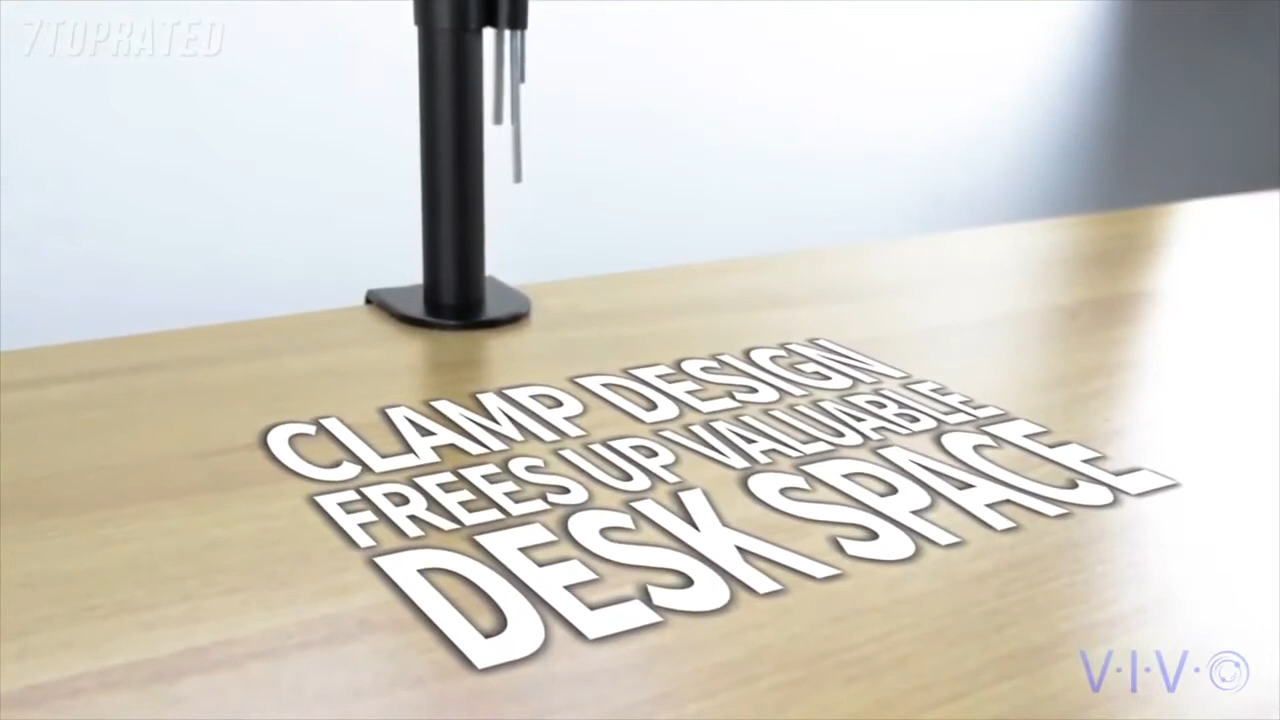 7TOPRATED
CLAMP DESIGN
FREES UP VALUABLE
DESK SPACE
V·I·V·O